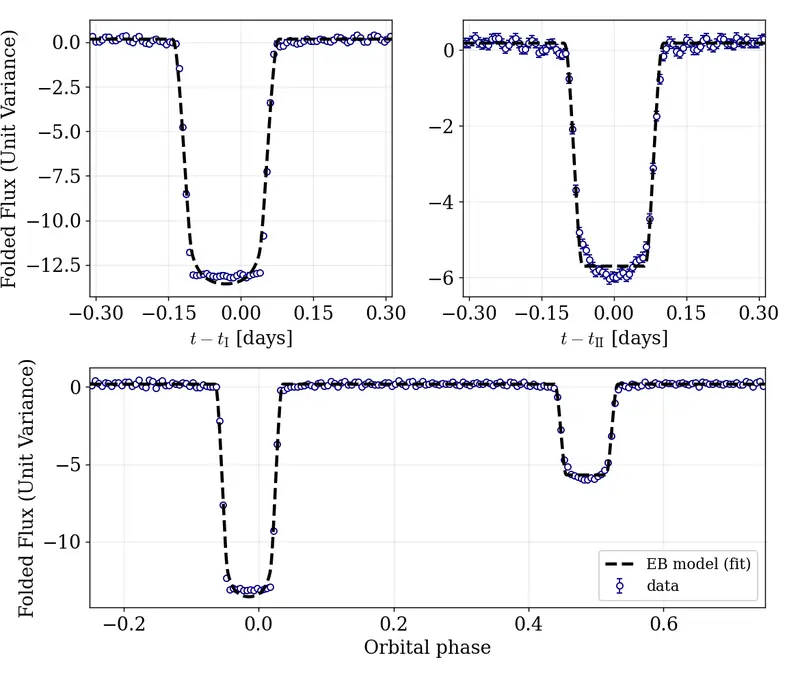 Folded Flux (Unit Variance)
0.0
−2.5
−5.0
−7.5
−10.0
−12.5
−0.30 −0.15 0.00 0.15 0.30
t − tI [days]
0
−2
−4
−6
−0.30 −0.15 0.00 0.15 0.30
t − tII [days]
Folded Flux (Unit Variance)
0
−5
−10
−0.2 0.0 0.2 0.4 0.6
Orbital phase
EB model (fit)
data